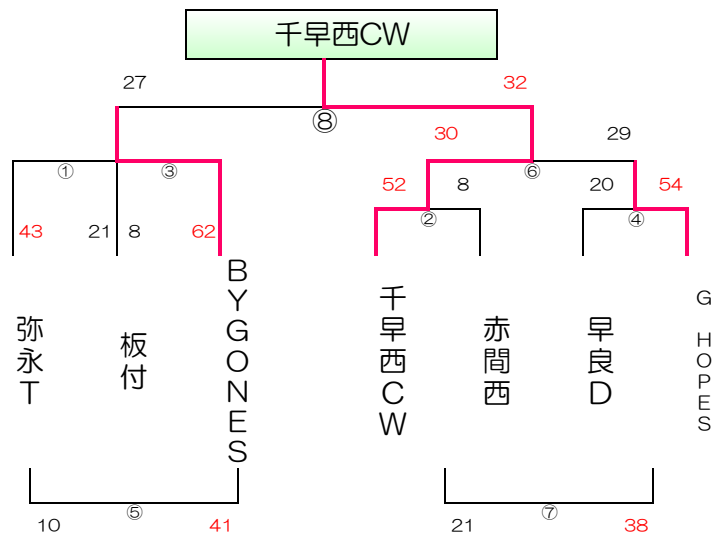 千早西CW
27 32
⑧
30 29
① ③ ⑥
52 8 20 54
② ④
43 21 8 62
弥永T
板付
BYGONES
千早西CW
赤間西
早良D
G HOPES
⑤ ⑦
10 41 21 38